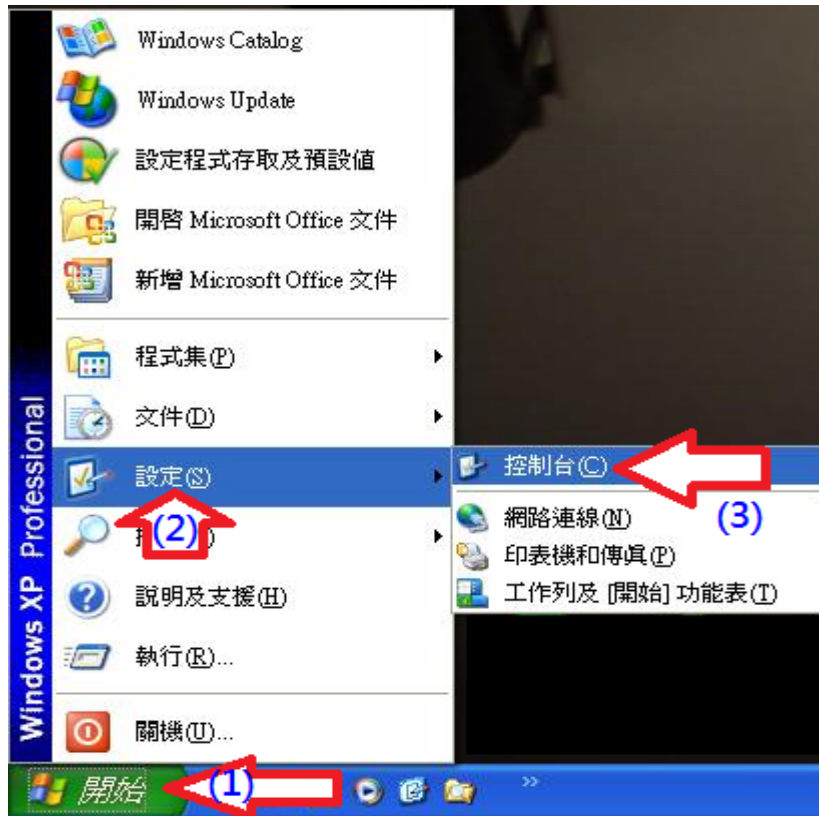 Windows Catalog
Windows Update
設定程式存取及預設值
開啓 Microsoft Office 文件
新增 Microsoft Office 文件
程式集(P)
文件(D)
設定(S)
(2)
說明及支援(H)
執行(R)...
關機(U)...
Windows XP Professional
控制台(C)
(3)
網路連線(N)
印表機和傳真(P)
工作列及 [開始] 功能表(T)
開始
(1)